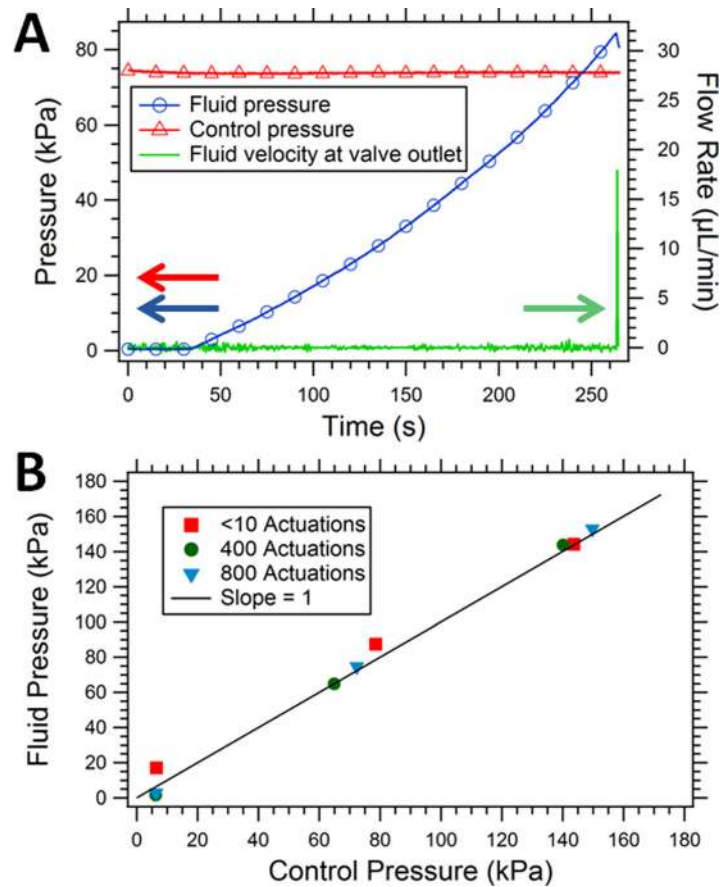 A
80
60
40
20
0
Pressure (kPa)
Fluid pressure
Control pressure
Fluid velocity at valve outlet
30
25
20
15
10
5
0
Flow Rate (µL/min)
0 50 100 150 200 250
Time (s)
B
180
160
140
120
100
80
60
40
20
0
Fluid Pressure (kPa)
<10 Actuations
400 Actuations
800 Actuations
Slope = 1
0 20 40 60 80 100 120 140 160 180
Control Pressure (kPa)